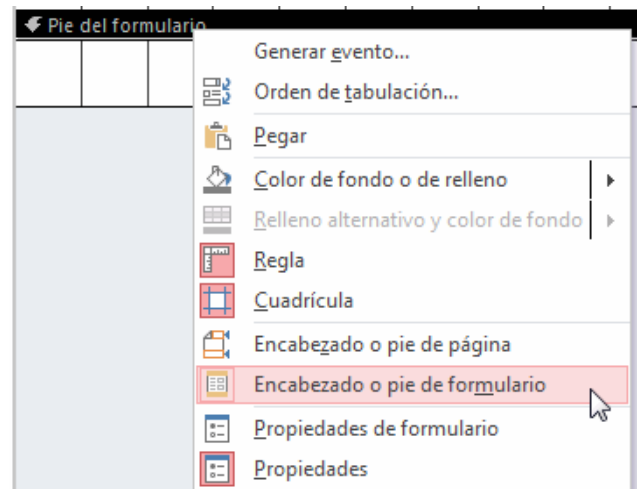 Pie del formulario
Generar evento...
Orden de tabulación...
Pegar
Color de fondo o de relleno
Relleno alternativo y color de fondo
Regla
Cuadrícula
Encabezado o pie de página
Encabezado o pie de formulario
Propiedades de formulario
Propiedades